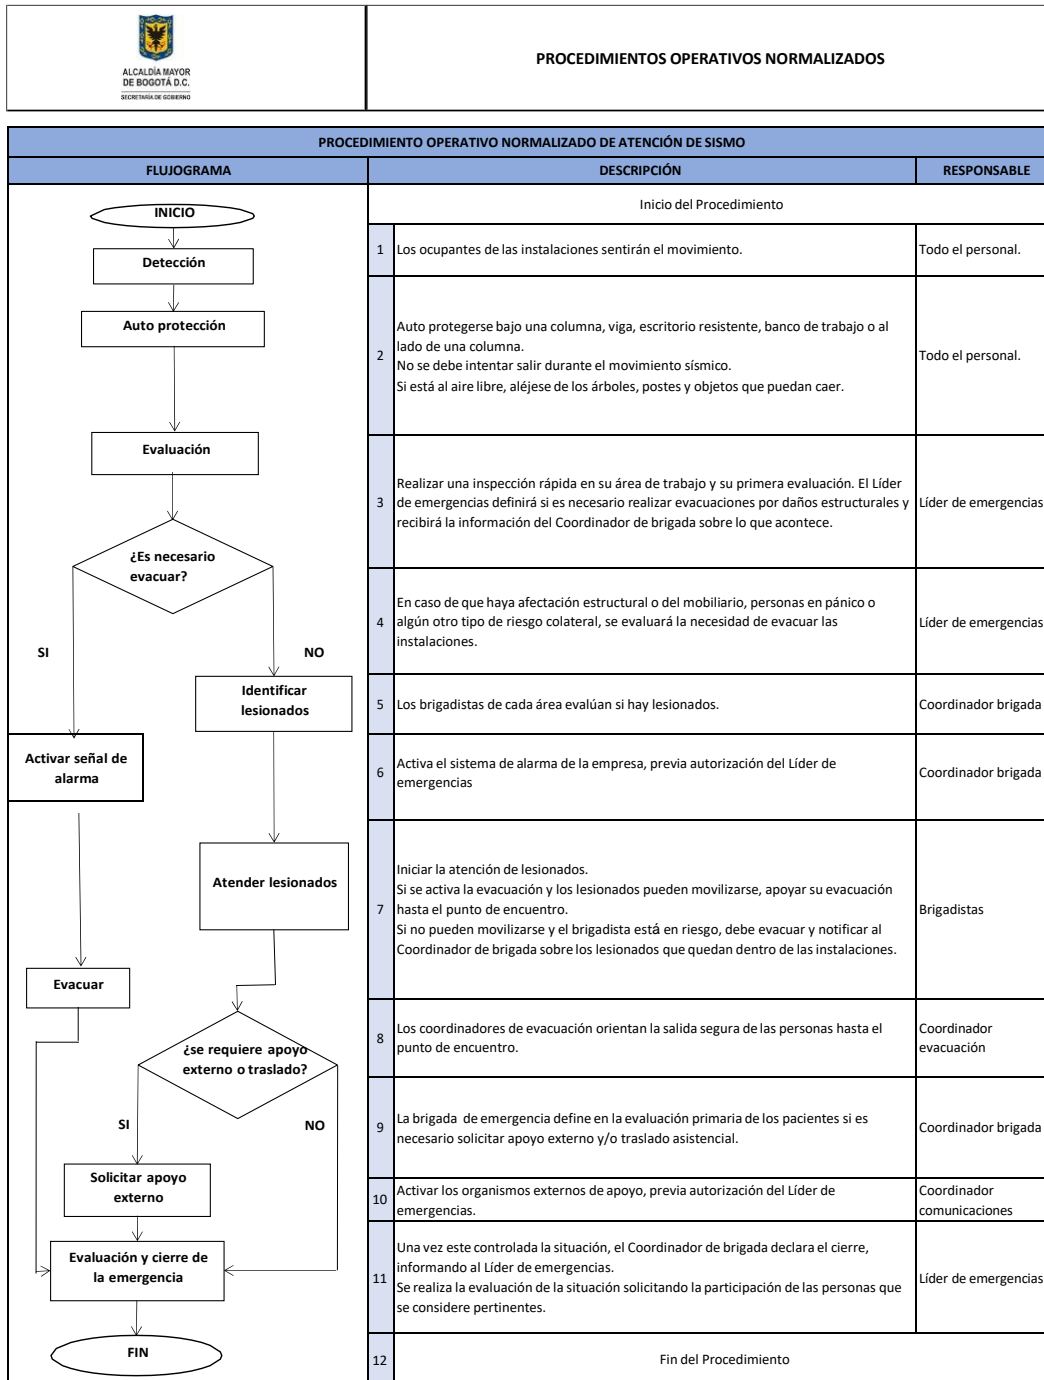 ALCALDÍA MAYOR
DE BOGOTÁ D.C.
SECRETARÍA DE GOBIERNO
PROCEDIMIENTOS OPERATIVOS NORMALIZADOS
PROCEDIMIENTO OPERATIVO NORMALIZADO DE ATENCIÓN DE SISMO
FLUJOGRAMA
DESCRIPCIÓN
RESPONSABLE
INICIO
Detección
Auto protección
Evaluación
¿Es necesario
evacuar?
SI
NO
Identificar
lesionados
Activar señal de
alarma
Atender lesionados
Evacuar
¿se requiere apoyo
externo o traslado?
SI
NO
Solicitar apoyo
externo
Evaluación y cierre de
la emergencia
FIN
Inicio del Procedimiento
1
Los ocupantes de las instalaciones sentirán el movimiento.
Todo el personal.
2
Auto protegerse bajo una columna, viga, escritorio resistente, banco de trabajo o al
lado de una columna.
No se debe intentar salir durante el movimiento sísmico.
Si está al aire libre, aléjese de los árboles, postes y objetos que puedan caer.
Todo el personal.
3
Realizar una inspección rápida en su área de trabajo y su primera evaluación. El Líder
de emergencias definirá si es necesario realizar evacuaciones por daños estructurales y
recibirá la información del Coordinador de brigada sobre lo que acontece.
Líder de emergencias
4
En caso de que haya afectación estructural o del mobiliario, personas en pánico o
algún otro tipo de riesgo colateral, se evaluará la necesidad de evacuar las
instalaciones.
Líder de emergencias
5
Los brigadistas de cada área evalúan si hay lesionados.
Coordinador brigada
6
Activa el sistema de alarma de la empresa, previa autorización del Líder de
emergencias
Coordinador brigada
7
Iniciar la atención de lesionados.
Si se activa la evacuación y los lesionados pueden movilizarse, apoyar su evacuación
hasta el punto de encuentro.
Si no pueden movilizarse y el brigadista está en riesgo, debe evacuar y notificar al
Coordinador de brigada sobre los lesionados que quedan dentro de las instalaciones.
Brigadistas
8
Los coordinadores de evacuación orientan la salida segura de las personas hasta el
punto de encuentro.
Coordinador
evacuación
9
La brigada de emergencia define en la evaluación primaria de los pacientes si es
necesario solicitar apoyo externo y/o traslado asistencial.
Coordinador brigada
10
Activar los organismos externos de apoyo, previa autorización del Líder de
emergencias.
Coordinador
comunicaciones
11
Una vez este controlada la situación, el Coordinador de brigada declara el cierre,
informando al Líder de emergencias.
Se realiza la evaluación de la situación solicitando la participación de las personas que
se considere pertinentes.
Líder de emergencias
12
Fin del Procedimiento